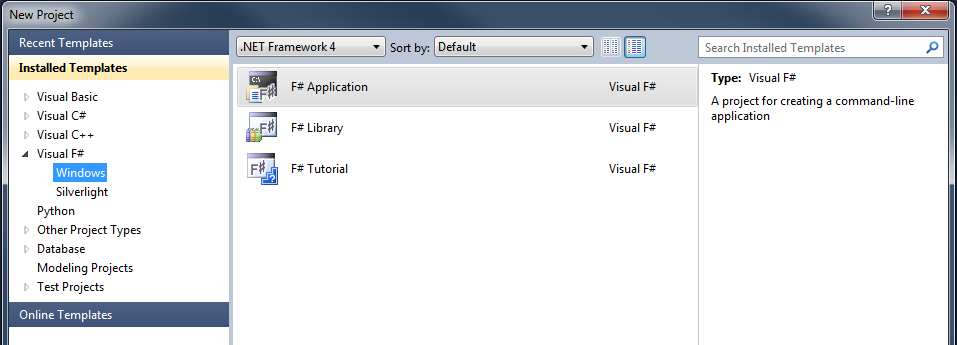 New Project
?
Recent Templates
Installed Templates
Visual Basic
Visual C#
Visual C++
Visual F#
Windows
Silverlight
Python
Other Project Types
Database
Modeling Projects
Test Projects
Online Templates
.NET Framework 4 Sort by: Default
C:\ F# F# Application Visual F#
F# F# Library Visual F#
F# F# Tutorial Visual F#
Search Installed Templates
Type: Visual F#
A project for creating a command-line
application